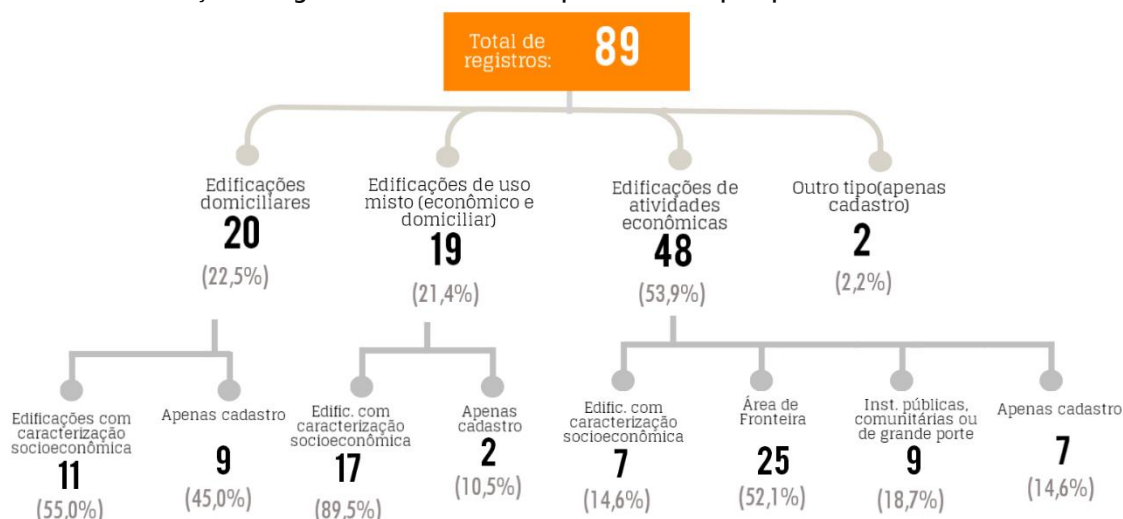 Total de
registros:
89
Edificações
domiciliares
20
(22,5%)
Edificações de uso
misto (econômico e
domiciliar)
19
(21,4%)
Edificações de
atividades
econômicas
48
(53,9%)
Outro tipo(apenas
cadastro)
2
(2,2%)
Edificações com
caracterização
socioeconômica
11
(55,0%)
Apenas cadastro
9
(45,0%)
Edific. com
caracterização
socioeconômica
17
(89,5%)
Apenas
cadastro
2
(10,5%)
Edific. com
caracterização
socioeconômica
7
(14,6%)
Área de
Fronteira
25
(52,1%)
Inst. públicas,
comunitárias ou
de grande porte
9
(18,7%)
Apenas cadastro
7
(14,6%)